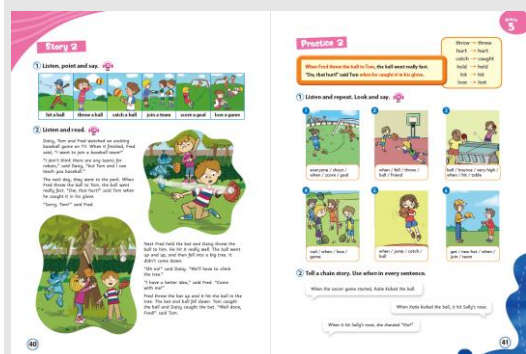 Story 2
1 Listen, point and say.
hit a ball
throw a ball
catch a ball
join a team
score a goal
lose a game
2 Listen and read.
Daisy, Tom and Fred watched an exciting
baseball game on TV. When it finished, Fred
said, "I want to join a baseball team!"
"I don't think there are any teams for
robots," said Daisy, "but Tom and I can
teach you baseball."
The next day, they went to the park. When
Fred threw the ball to Tom, the ball went
really fast. "Ow, that hurt!" said Tom when
he caught it in his glove.
"Sorry, Tom!" said Fred.
Next Fred held the bat and Daisy threw the
ball to him. He hit it really well. The ball went
up and up, and then fell into a big tree. It
didn't come down.
"Oh no!" said Daisy. "We'll have to climb
the tree."
"I have a better idea," said Fred. "Come
with me!"
Fred threw the bat up and it hit the ball in the
tree. The bat and ball fell down. Tom caught
the ball and Daisy caught the bat. "Well done,
Fred!" said Tom.
40
Practice 2
5
When Fred threw the ball to Tom, the ball went really fast.
"Ow, that hurt!" said Tom when he caught it in his glove.
throw → threw
hurt → hurt
catch → caught
hold → held
hit → hit
lose → lost
1 Listen and repeat. Look and say.
1
2
3
everyone / shout /
when / score / goal
when / fall / throw /
ball / friend
ball / bounce / very high /
when / hit / table
4
5
6
sad / when / lose /
game
when / jump / catch /
ball
get / new hat / when /
join / team
2 Tell a chain story. Use when in every sentence.
When the soccer game started, Katie kicked the ball.
When Katie kicked the ball, it hit Sally's nose.
When it hit Sally's nose, she shouted "Ow!"
41